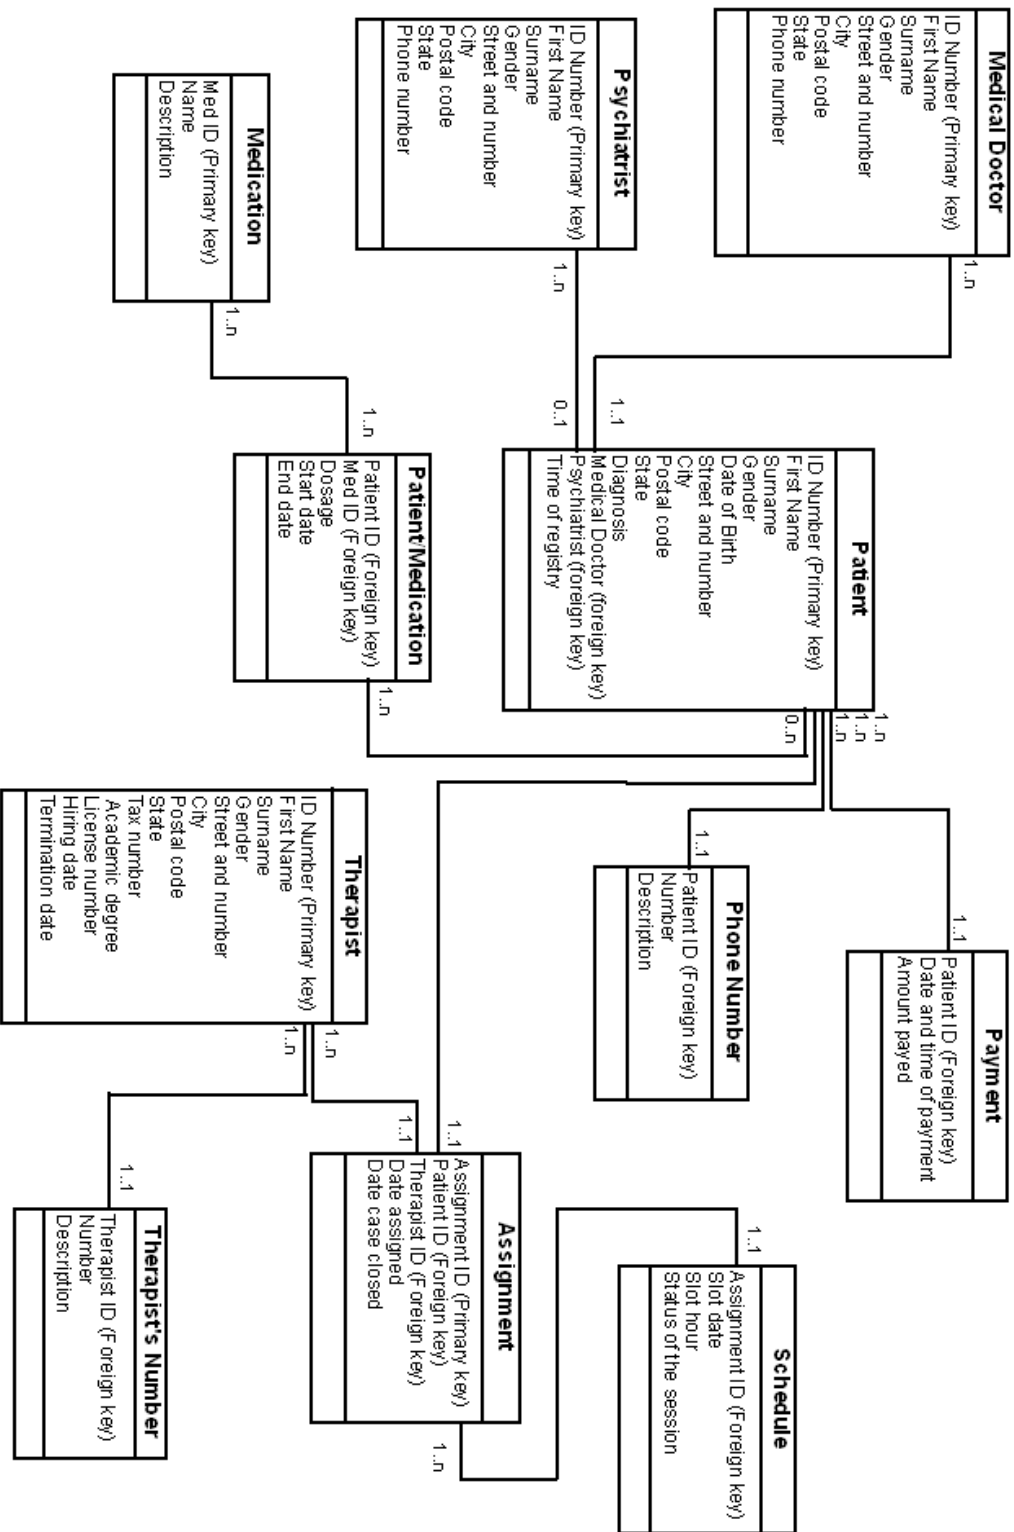 Medical Doctor
ID Number (Primary key)
First Name
Surname
Gender
Street and number
City
Postal code
State
Phone number
1..n
Psychiatrist
ID Number (Primary key)
First Name
Surname
Gender
Street and number
City
Postal code
State
Phone number
1..n
Medication
Med ID (Primary key)
Name
Description
1..n
1..1
0..1
Patient
ID Number (Primary key)
First Name
Surname
Gender
Date of Birth
Street and number
City
Postal code
State
Diagnosis
Medical Doctor (foreign key)
Psychiatrist (foreign key)
Time of registry
1..n
1..n
1..n
0..n
1..n
Patient/Medication
Patient ID (Foreign key)
Med ID (Foreign key)
Dosage
Start date
End date
1..n
1..1
Payment
Patient ID (Foreign key)
Date and time of payment
Amount payed
1..1
Phone Number
Patient ID (Foreign key)
Number
Description
Therapist
ID Number (Primary key)
First Name
Surname
Gender
Street and number
City
Postal code
State
Tax number
Academic degree
License number
Hiring date
Termination date
1..n
1..n
1..1
Schedule
Assignment ID (Foreign key)
Slot date
Slot hour
Status of the session
1..1
1..1
Assignment
Assignment ID (Primary key)
Patient ID (Foreign key)
Therapist ID (Foreign key)
Date assigned
Date case closed
1..n
1..1
Therapist's Number
Therapist ID (Foreign key)
Number
Description